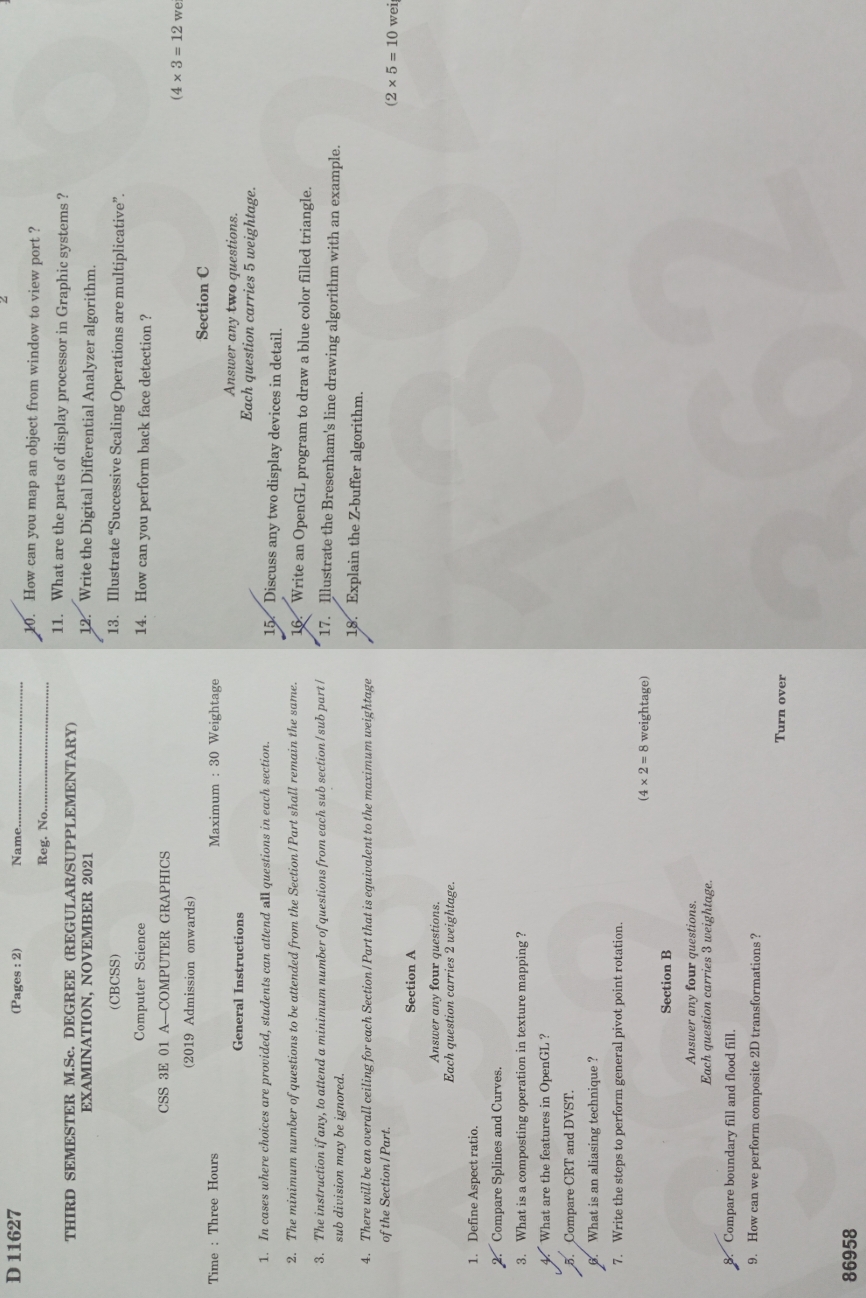 D 11627
(Pages : 2)
Name..........................................
Reg. No.......................................
THIRD SEMESTER M.Sc. DEGREE (REGULAR/SUPPLEMENTARY)
EXAMINATION, NOVEMBER 2021
(CBCSS)
Computer Science
CSS 3E 01 A—COMPUTER GRAPHICS
(2019 Admission onwards)
Time : Three Hours
Maximum : 30 Weightage
General Instructions
1. In cases where choices are provided, students can attend all questions in each section.
2. The minimum number of questions to be attended from the Section/Part shall remain the same.
3. The instruction if any, to attend a minimum number of questions from each sub section/sub part/
sub division may be ignored.
4. There will be an overall ceiling for each Section/Part that is equivalent to the maximum weightage
of the Section/Part.
Section A
Answer any four questions.
Each question carries 2 weightage.
1. Define Aspect ratio.
2. Compare Splines and Curves.
3. What is a composting operation in texture mapping ?
4. What are the features in OpenGL ?
5. Compare CRT and DVST.
6. What is an aliasing technique ?
7. Write the steps to perform general pivot point rotation.
(4 × 2 = 8 weightage)
Section B
Answer any four questions.
Each question carries 3 weightage.
8. Compare boundary fill and flood fill.
9. How can we perform composite 2D transformations ?
Turn over
86958
2
10. How can you map an object from window to view port ?
11. What are the parts of display processor in Graphic systems ?
12. Write the Digital Differential Analyzer algorithm.
13. Illustrate "Successive Scaling Operations are multiplicative".
14. How can you perform back face detection ?
(4 × 3 = 12 wei
Section C
Answer any two questions.
Each question carries 5 weightage.
15. Discuss any two display devices in detail.
16. Write an OpenGL program to draw a blue color filled triangle.
17. Illustrate the Bresenham's line drawing algorithm with an example.
18. Explain the Z-buffer algorithm.
(2 × 5 = 10 weig